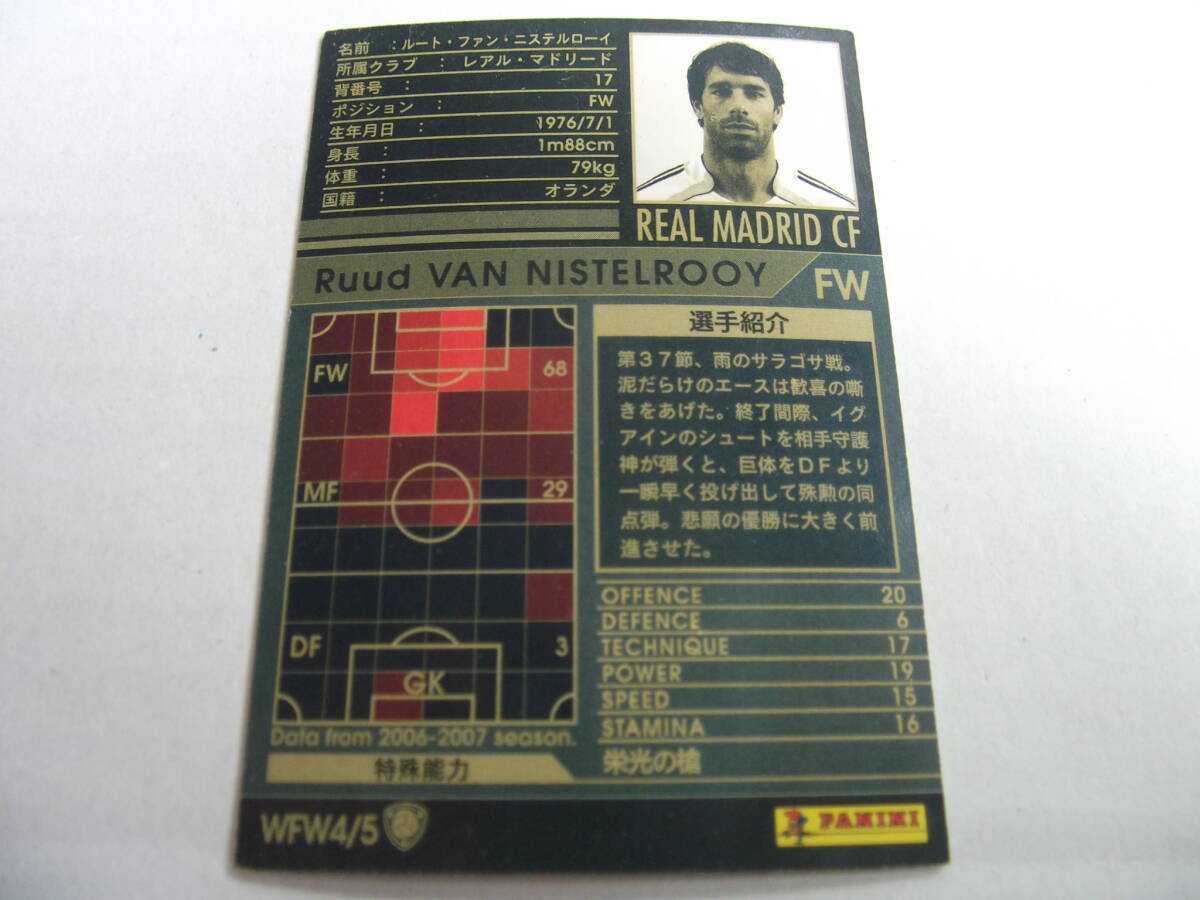 名前 ：ルート・ファン・ニステルローイ
所属クラブ ： レアル・マドリード
背番号 ： 17
ポジション ： FW
生年月日 ： 1976/7/1
身長 ： 1m88cm
体重 ： 79kg
国籍 ： オランダ
REAL MADRID CF
Ruud VAN NISTELROOY
FW
FW 68
MF 29
DF 3
GK
Data from 2006-2007 season.
選手紹介
第３７節、雨のサラゴサ戦。
泥だらけのエースは歓喜の嘶
きをあげた。終了間際、イグ
アインのシュートを相手守護
神が弾くと、巨体をＤＦより
一瞬早く投げ出して殊勲の同
点弾。悲願の優勝に大きく前
進させた。
OFFENCE 20
DEFENCE 6
TECHNIQUE 17
POWER 19
SPEED 15
STAMINA 16
特殊能力
栄光の槍
WFW4/5
PANINI